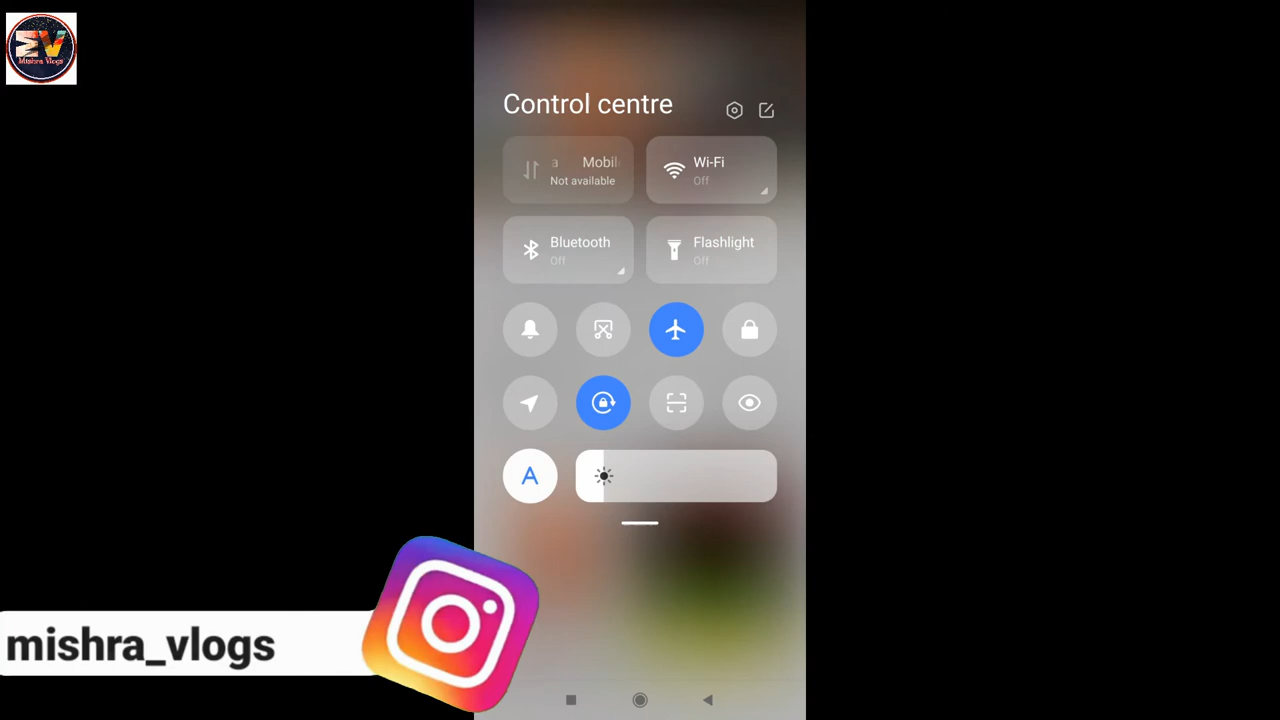 Mishra Vlogs
Control centre
a Mobil
Not available
Wi-Fi
Off
Bluetooth
Off
Flashlight
Off
A
mishra_vlogs